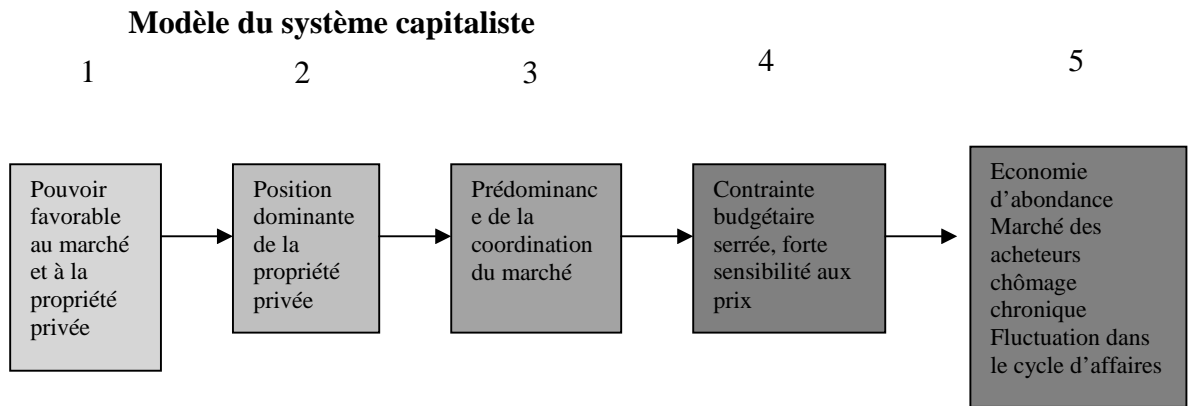 Modèle du système capitaliste
1 2 3 4 5
Pouvoir
favorable
au marché
et à la
propriété
privée
Position
dominante
de la
propriété
privée
Prédominanc
e de la
coordination
du marché
Contrainte
budgétaire
serrée, forte
sensibilité aux
prix
Economie
d’abondance
Marché des
acheteurs
chômage
chronique
Fluctuation dans
le cycle d’affaires